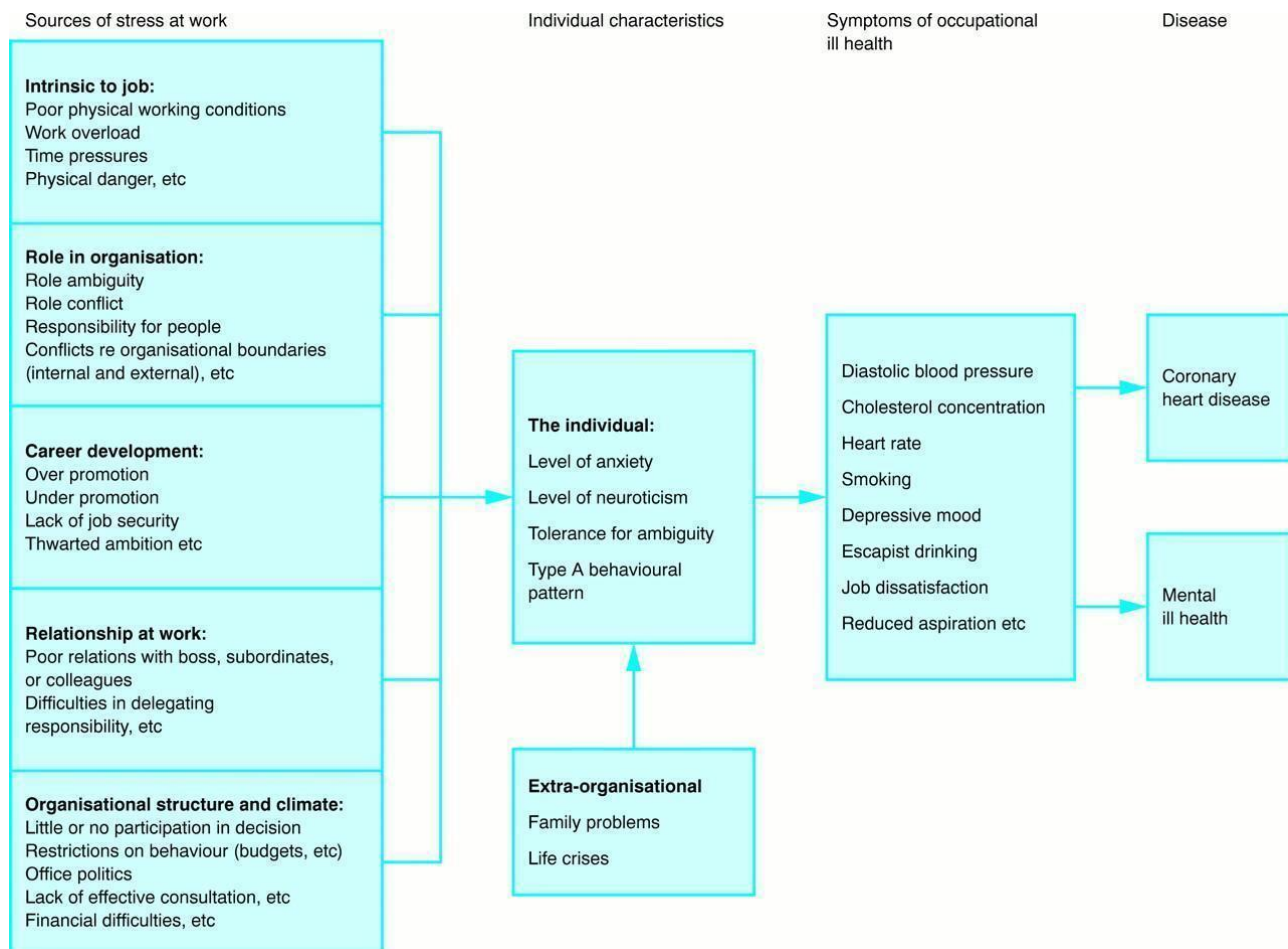 Sources of stress at work
Individual characteristics
Symptoms of occupational
ill health
Disease
Intrinsic to job:
Poor physical working conditions
Work overload
Time pressures
Physical danger, etc
Role in organisation:
Role ambiguity
Role conflict
Responsibility for people
Conflicts re organisational boundaries
(internal and external), etc
Career development:
Over promotion
Under promotion
Lack of job security
Thwarted ambition etc
Relationship at work:
Poor relations with boss, subordinates,
or colleagues
Difficulties in delegating
responsibility, etc
Organisational structure and climate:
Little or no participation in decision
Restrictions on behaviour (budgets, etc)
Office politics
Lack of effective consultation, etc
Financial difficulties, etc
The individual:
Level of anxiety
Level of neuroticism
Tolerance for ambiguity
Type A behavioural
pattern
Extra-organisational
Family problems
Life crises
Diastolic blood pressure
Cholesterol concentration
Heart rate
Smoking
Depressive mood
Escapist drinking
Job dissatisfaction
Reduced aspiration etc
Coronary
heart disease
Mental
ill health